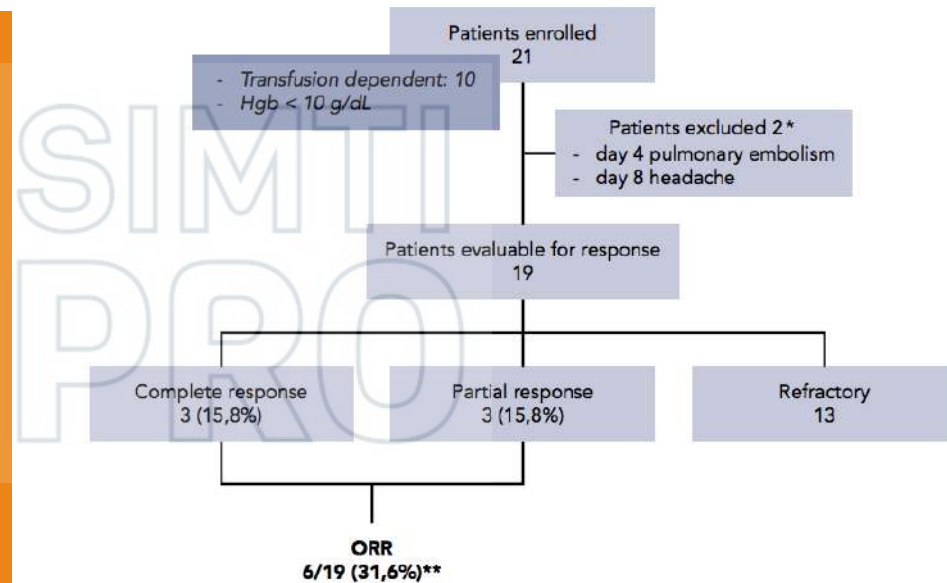 Patients enrolled
21
- Transfusion dependent: 10
- Hgb < 10 g/dL
Patients excluded 2*
- day 4 pulmonary embolism
- day 8 headache
SIMTI
PRO
Patients evaluable for response
19
Complete response
3 (15,8%)
Partial response
3 (15,8%)
Refractory
13
ORR
6/19 (31,6%)**